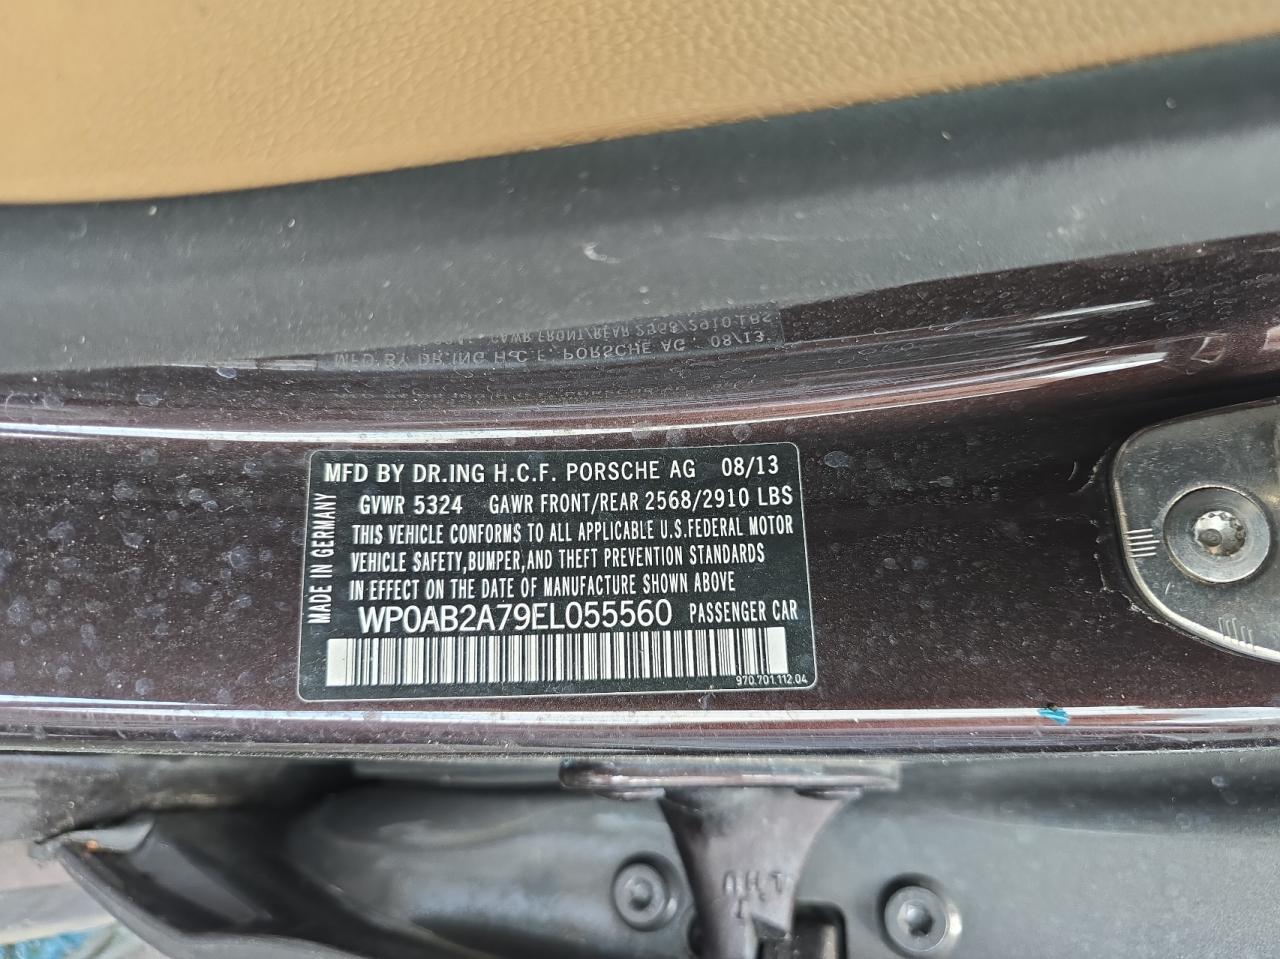 MFD BY DR.ING H.C.F. PORSCHE AG 08/13
GVWR 5324 GAWR FRONT/REAR 2568/2910 LBS
THIS VEHICLE CONFORMS TO ALL APPLICABLE U.S.FEDERAL MOTOR
VEHICLE SAFETY,BUMPER,AND THEFT PREVENTION STANDARDS
IN EFFECT ON THE DATE OF MANUFACTURE SHOWN ABOVE
WP0AB2A79EL055560 PASSENGER CAR
970.701.112.04
MADE IN GERMANY